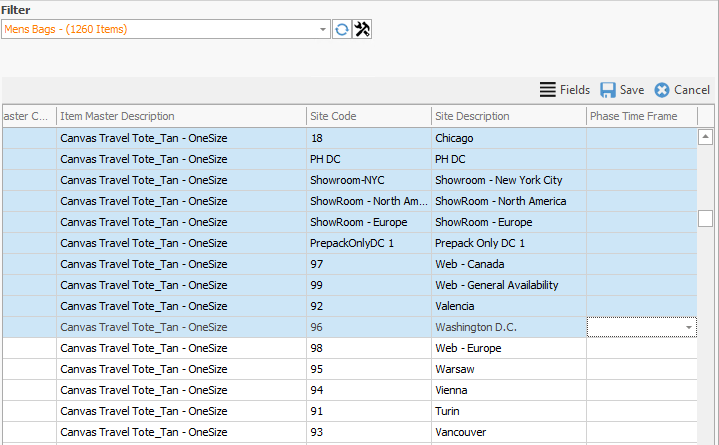 Filter
Mens Bags - (1260 Items)
Fields Save Cancel
aster C... Item Master Description Site Code Site Description Phase Time Frame
Canvas Travel Tote_Tan - OneSize 18 Chicago
Canvas Travel Tote_Tan - OneSize PH DC PH DC
Canvas Travel Tote_Tan - OneSize Showroom-NYC Showroom - New York City
Canvas Travel Tote_Tan - OneSize ShowRoom - North Am... ShowRoom - North America
Canvas Travel Tote_Tan - OneSize ShowRoom - Europe ShowRoom - Europe
Canvas Travel Tote_Tan - OneSize PrepackOnlyDC 1 Prepack Only DC 1
Canvas Travel Tote_Tan - OneSize 97 Web - Canada
Canvas Travel Tote_Tan - OneSize 99 Web - General Availability
Canvas Travel Tote_Tan - OneSize 92 Valencia
Canvas Travel Tote_Tan - OneSize 96 Washington D.C.
Canvas Travel Tote_Tan - OneSize 98 Web - Europe
Canvas Travel Tote_Tan - OneSize 95 Warsaw
Canvas Travel Tote_Tan - OneSize 94 Vienna
Canvas Travel Tote_Tan - OneSize 91 Turin
Canvas Travel Tote_Tan - OneSize 93 Vancouver